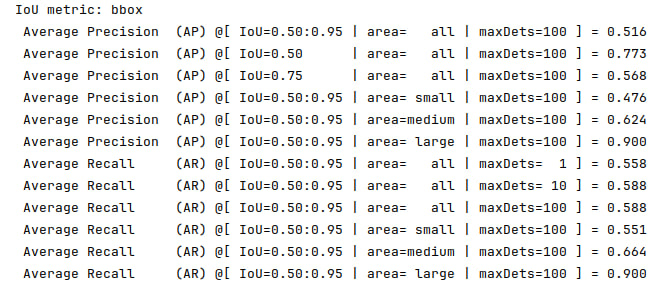 IoU metric: bbox
 Average Precision  (AP) @[ IoU=0.50:0.95 | area=   all | maxDets=100 ] = 0.516
 Average Precision  (AP) @[ IoU=0.50      | area=   all | maxDets=100 ] = 0.773
 Average Precision  (AP) @[ IoU=0.75      | area=   all | maxDets=100 ] = 0.568
 Average Precision  (AP) @[ IoU=0.50:0.95 | area= small | maxDets=100 ] = 0.476
 Average Precision  (AP) @[ IoU=0.50:0.95 | area=medium | maxDets=100 ] = 0.624
 Average Precision  (AP) @[ IoU=0.50:0.95 | area= large | maxDets=100 ] = 0.900
 Average Recall     (AR) @[ IoU=0.50:0.95 | area=   all | maxDets=  1 ] = 0.558
 Average Recall     (AR) @[ IoU=0.50:0.95 | area=   all | maxDets= 10 ] = 0.588
 Average Recall     (AR) @[ IoU=0.50:0.95 | area=   all | maxDets=100 ] = 0.588
 Average Recall     (AR) @[ IoU=0.50:0.95 | area= small | maxDets=100 ] = 0.551
 Average Recall     (AR) @[ IoU=0.50:0.95 | area=medium | maxDets=100 ] = 0.664
 Average Recall     (AR) @[ IoU=0.50:0.95 | area= large | maxDets=100 ] = 0.900